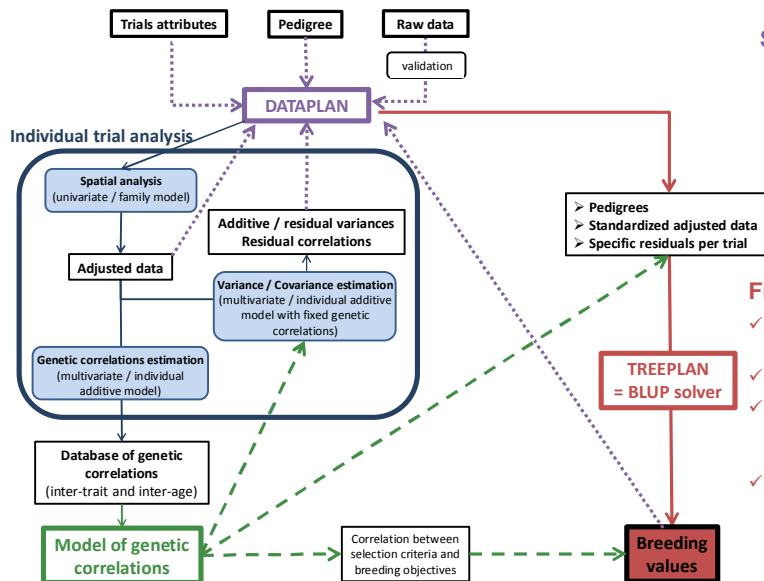 Trials attributes
Pedigree
Raw data
validation
S
DATAPLAN
Individual trial analysis
Spatial analysis
(univariate / family model)
Additive / residual variances
Residual correlations
Adjusted data
Variance / Covariance estimation
(multivariate / individual additive
model with fixed genetic
correlations)
Genetic correlations estimation
(multivariate / individual
additive model)
➢ Pedigrees
➢ Standardized adjusted data
➢ Specific residuals per trial
✓
TREEPLAN
= BLUP solver
✓
✓
✓
Database of genetic
correlations
(inter-trait and inter-age)
Model of genetic
correlations
Correlation between
selection criteria and
breeding objectives
Breeding
values